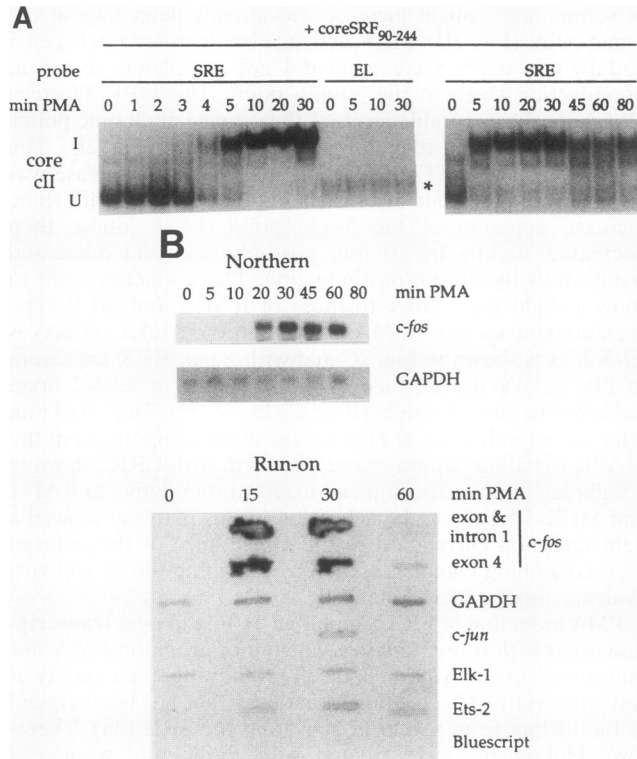 A
+ coreSRF90-244
probe SRE EL SRE
min PMA 0 1 2 3 4 5 10 20 30 0 5 10 30 0 5 10 20 30 45 60 80
I
core
cII
U
*
B
Northern
0 5 10 20 30 45 60 80 min PMA
c-fos
GAPDH
Run-on
0 15 30 60 min PMA
exon &
intron 1
c-fos
exon 4
GAPDH
c-jun
Elk-1
Ets-2
Bluescript